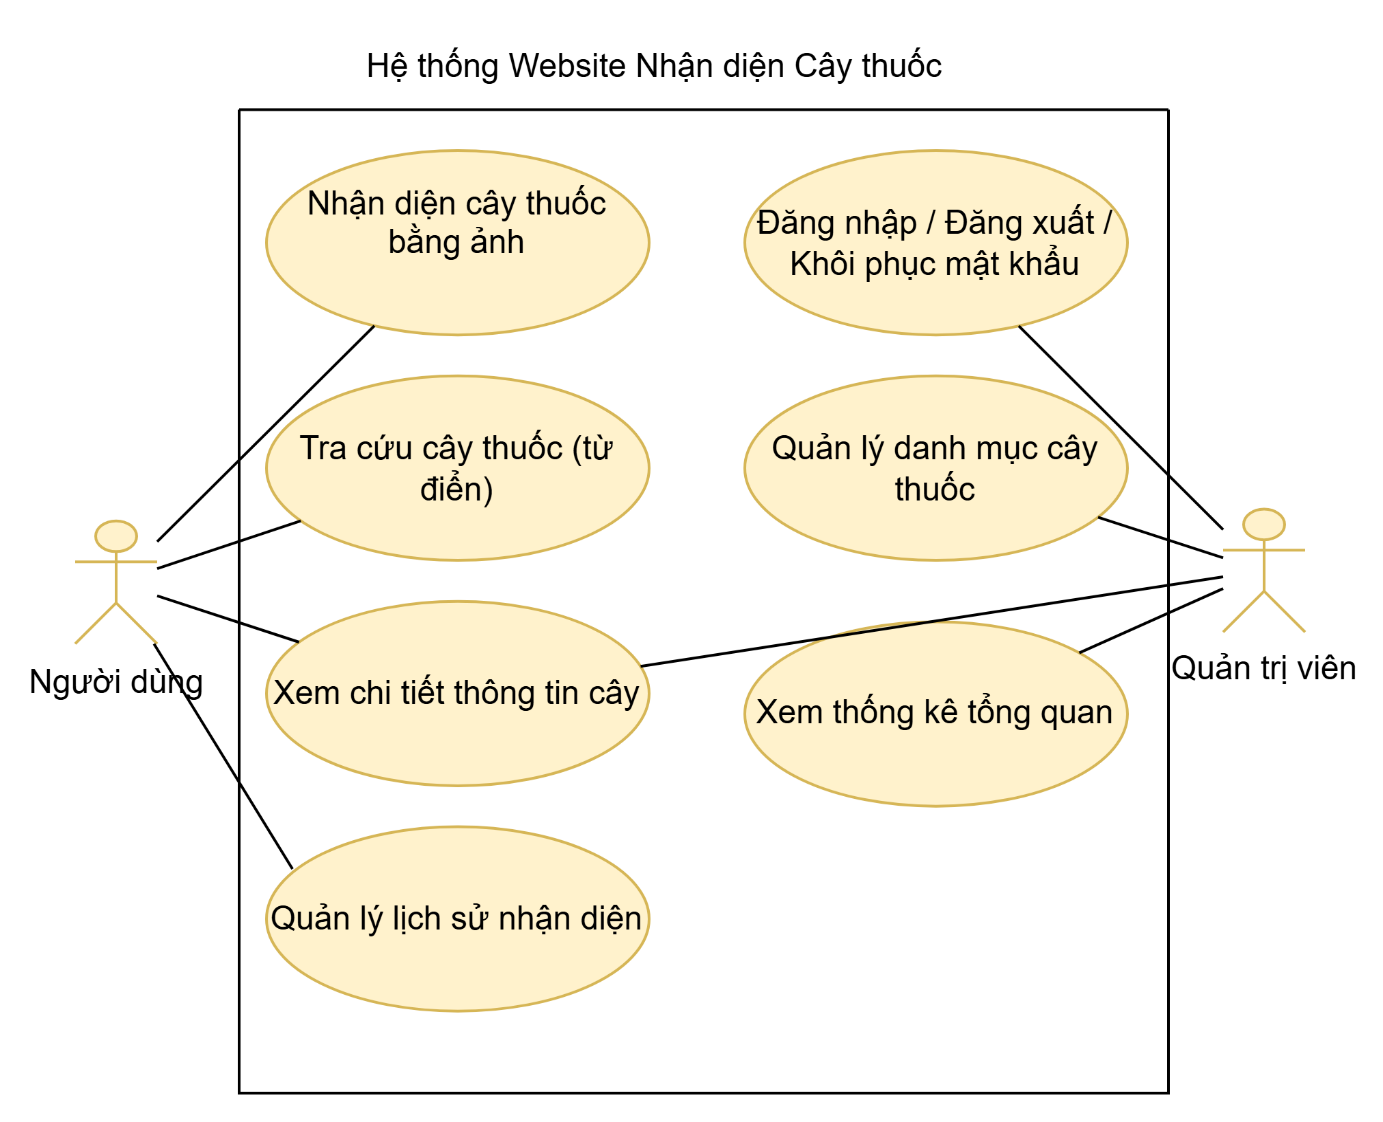 Hệ thống Website Nhận diện Cây thuốc
Nhận diện cây thuốc
bằng ảnh
Đăng nhập / Đăng xuất /
Khôi phục mật khẩu
Tra cứu cây thuốc (từ
điển)
Quản lý danh mục cây
thuốc
Người dùng
Xem chi tiết thông tin cây
Xem thống kê tổng quan
Quản trị viên
Quản lý lịch sử nhận diện